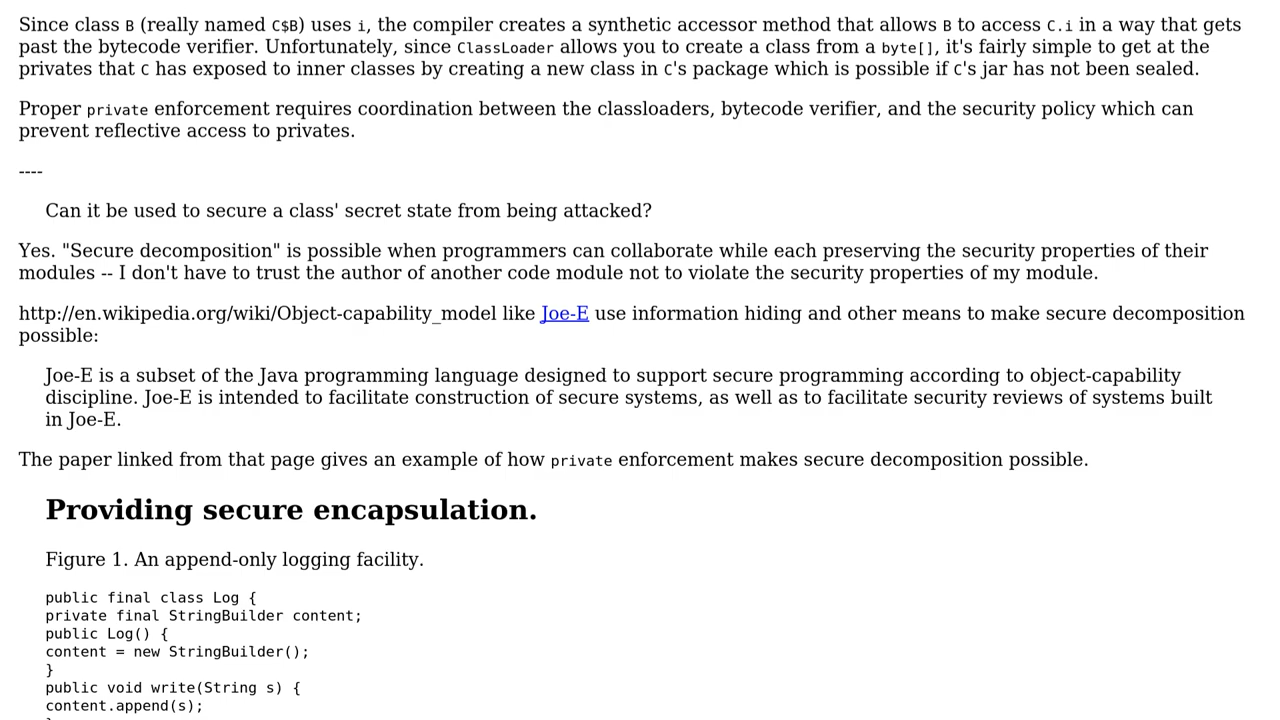 Since class B (really named C$B) uses i, the compiler creates a synthetic accessor method that allows B to access C.i in a way that gets
past the bytecode verifier. Unfortunately, since ClassLoader allows you to create a class from a byte[], it's fairly simple to get at the
privates that C has exposed to inner classes by creating a new class in C's package which is possible if C's jar has not been sealed.
Proper private enforcement requires coordination between the classloaders, bytecode verifier, and the security policy which can
prevent reflective access to privates.
----
Can it be used to secure a class' secret state from being attacked?
Yes. "Secure decomposition" is possible when programmers can collaborate while each preserving the security properties of their
modules -- I don't have to trust the author of another code module not to violate the security properties of my module.
http://en.wikipedia.org/wiki/Object-capability_model like Joe-E use information hiding and other means to make secure decomposition
possible:
Joe-E is a subset of the Java programming language designed to support secure programming according to object-capability
discipline. Joe-E is intended to facilitate construction of secure systems, as well as to facilitate security reviews of systems built
in Joe-E.
The paper linked from that page gives an example of how private enforcement makes secure decomposition possible.
Providing secure encapsulation.
Figure 1. An append-only logging facility.
public final class Log {
private final StringBuilder content;
public Log() {
content = new StringBuilder();
}
public void write(String s) {
content.append(s);
}